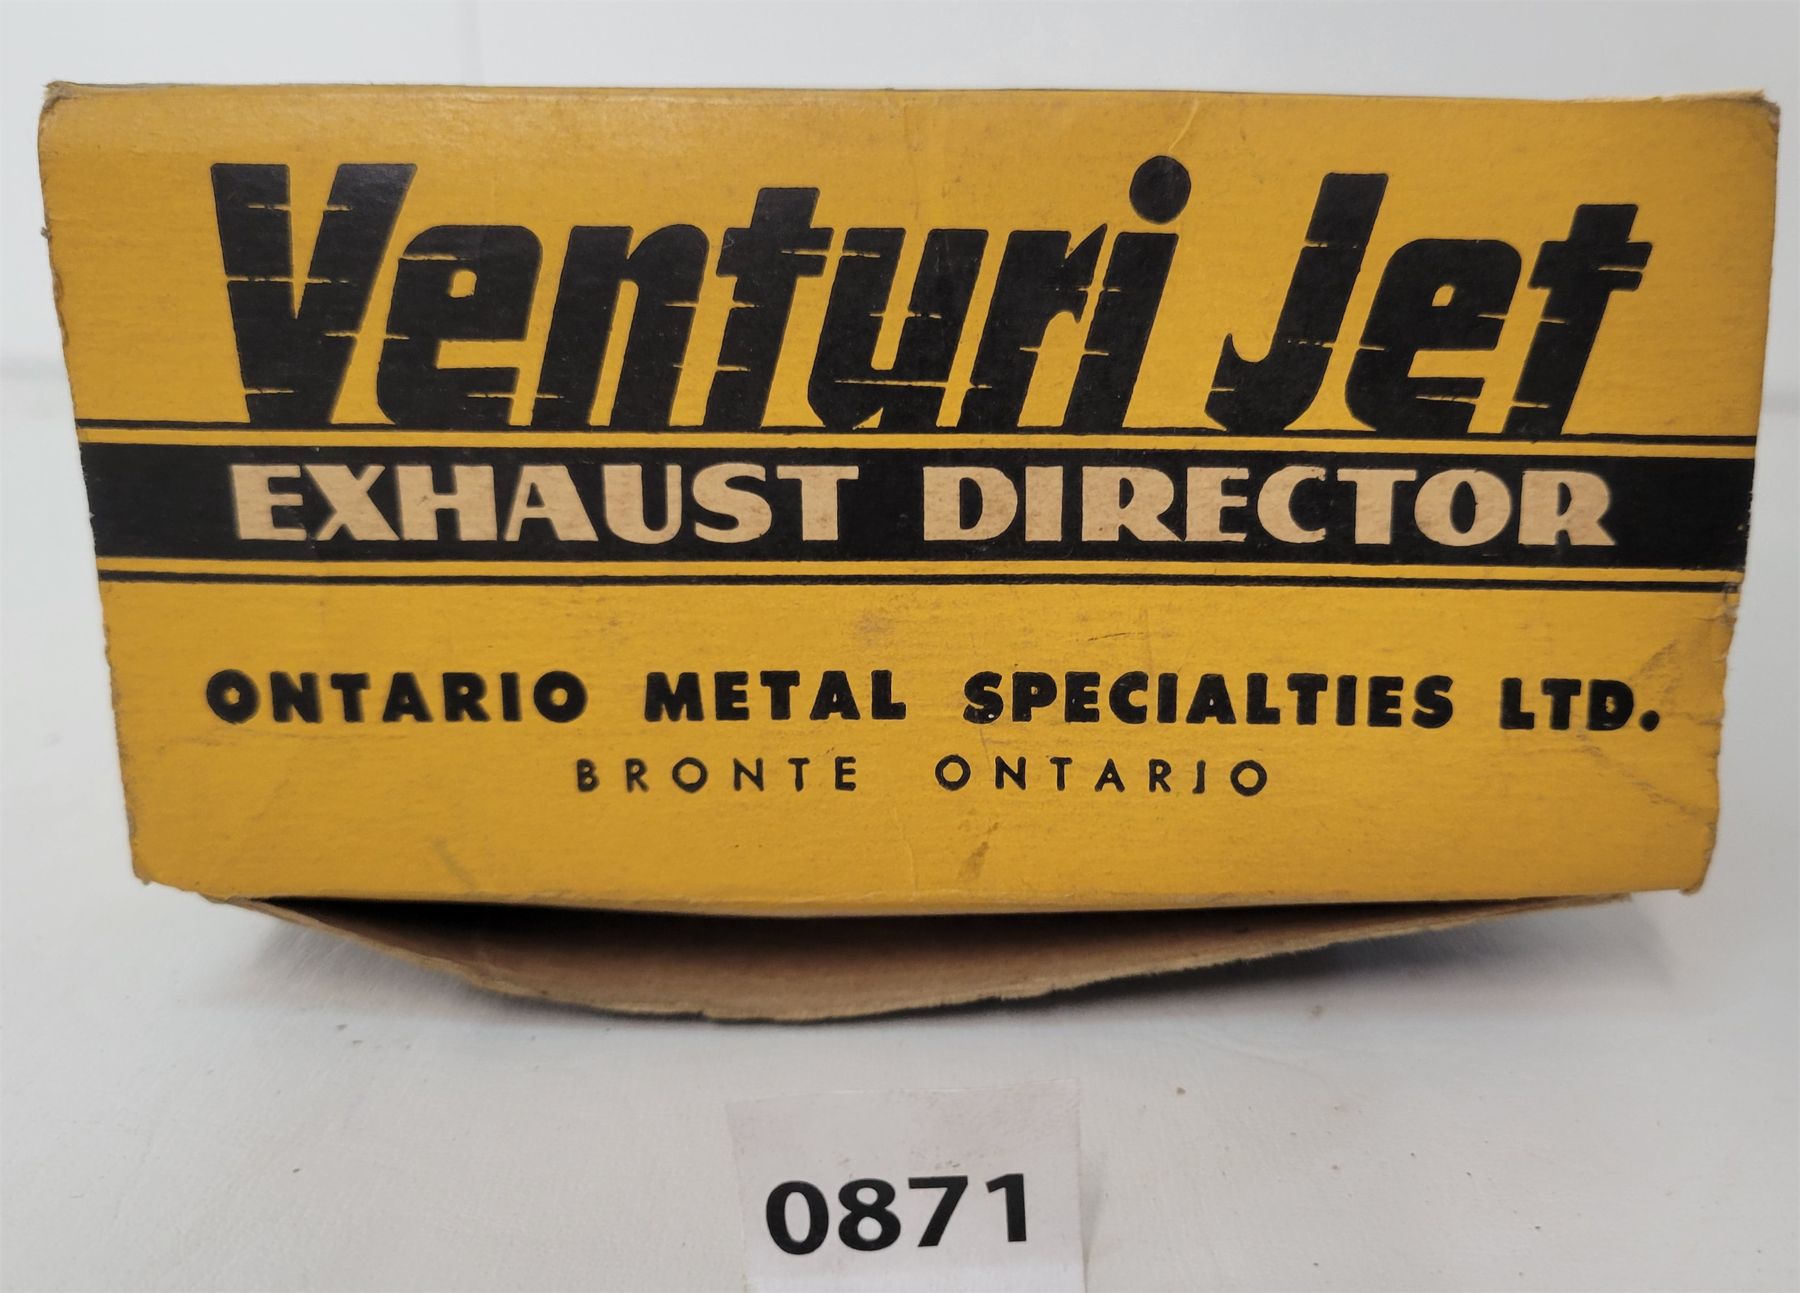 Venturi Jet
EXHAUST DIRECTOR
ONTARIO METAL SPECIALTIES LTD.
BRONTE ONTARIO
0871